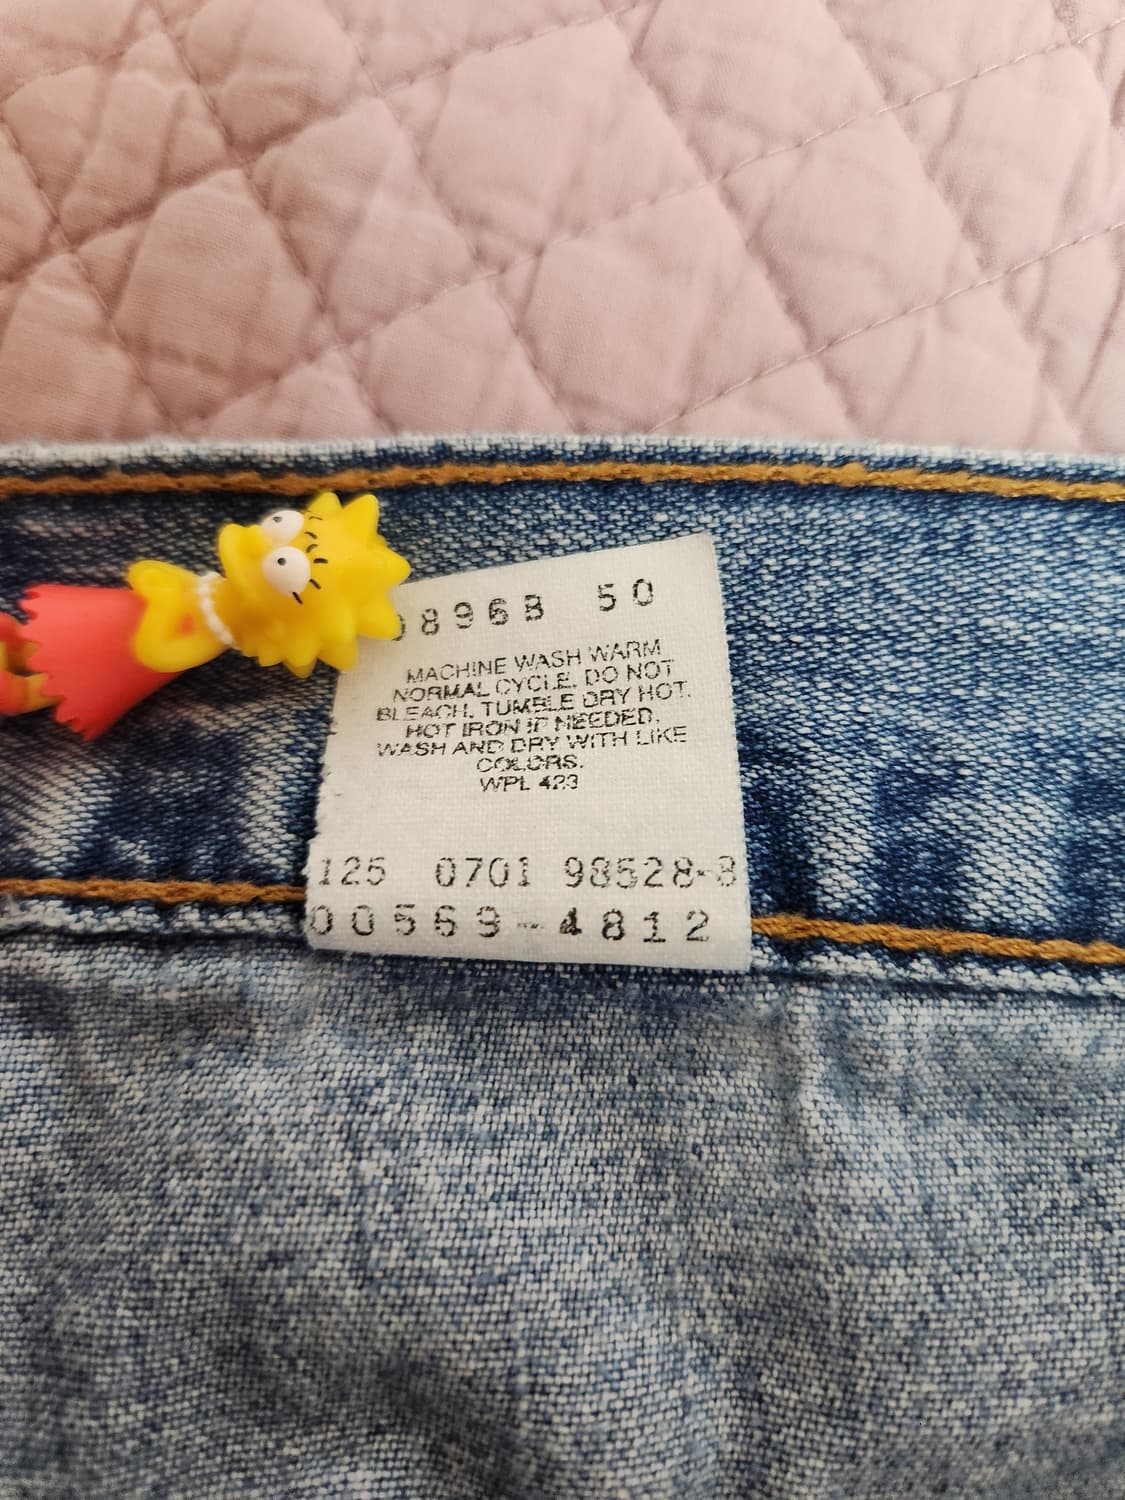 0896B 50
MACHINE WASH WARM
NORMAL CYCLE. DO NOT
BLEACH. TUMBLE DRY HOT.
HOT IRON IF NEEDED.
WASH AND DRY WITH LIKE
COLORS.
WPL 423
125 0701 98528-8
00569-4812